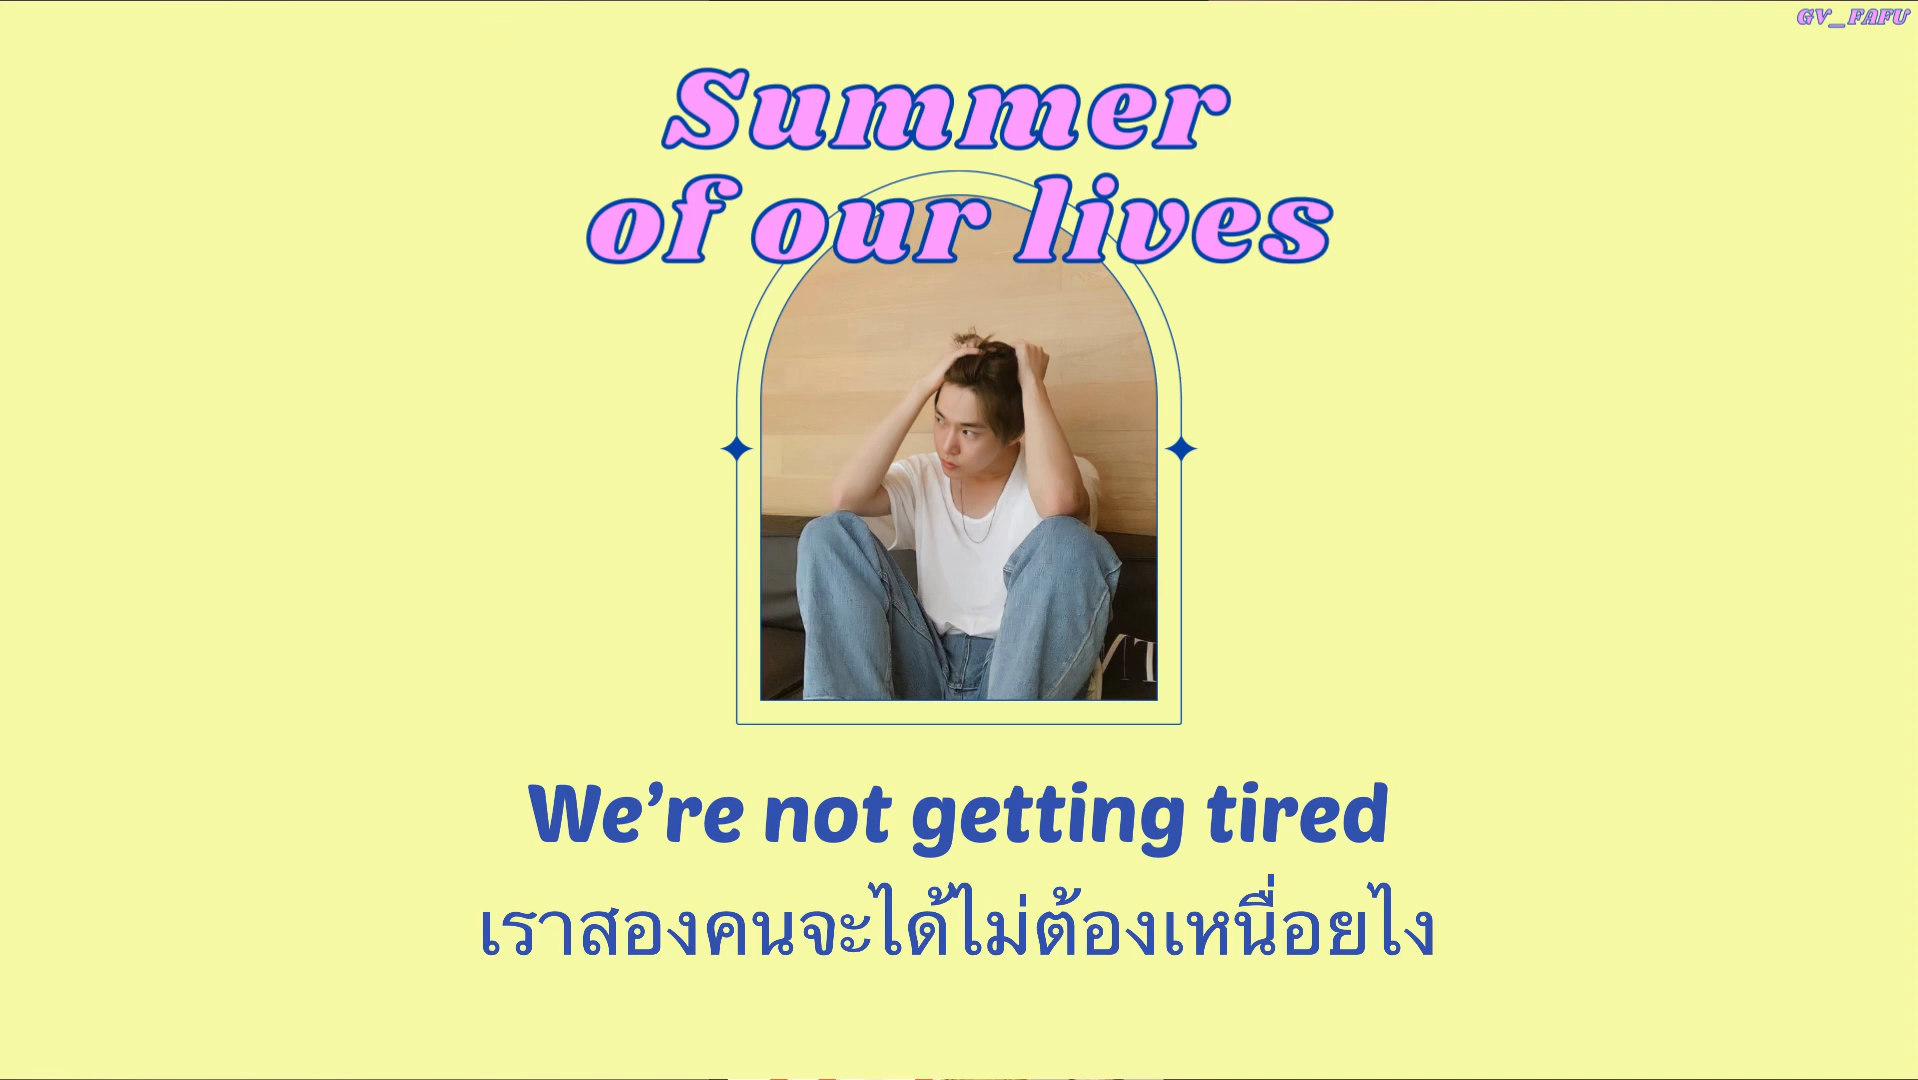 GV_FAFU
Summer
of our lives
We're not getting tired
เราสองคนจะได้ไม่ต้องเหนื่อยไง